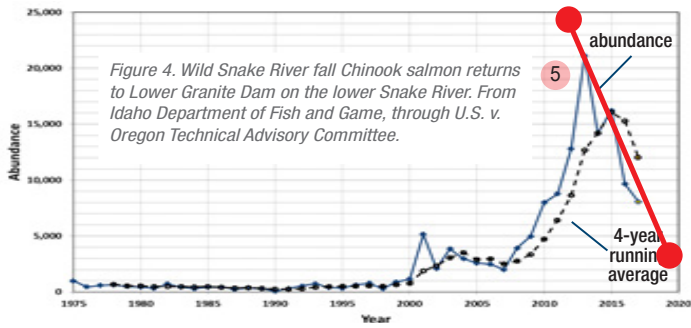 25,000
20,000
15,000
10,000
5,000
0
Abundance
Figure 4. Wild Snake River fall Chinook salmon returns
to Lower Granite Dam on the lower Snake River. From
Idaho Department of Fish and Game, through U.S. v.
Oregon Technical Advisory Committee.
5
abundance
4-year
running
average
1975 1980 1985 1990 1995 2000 2005 2010 2015 2020
Year